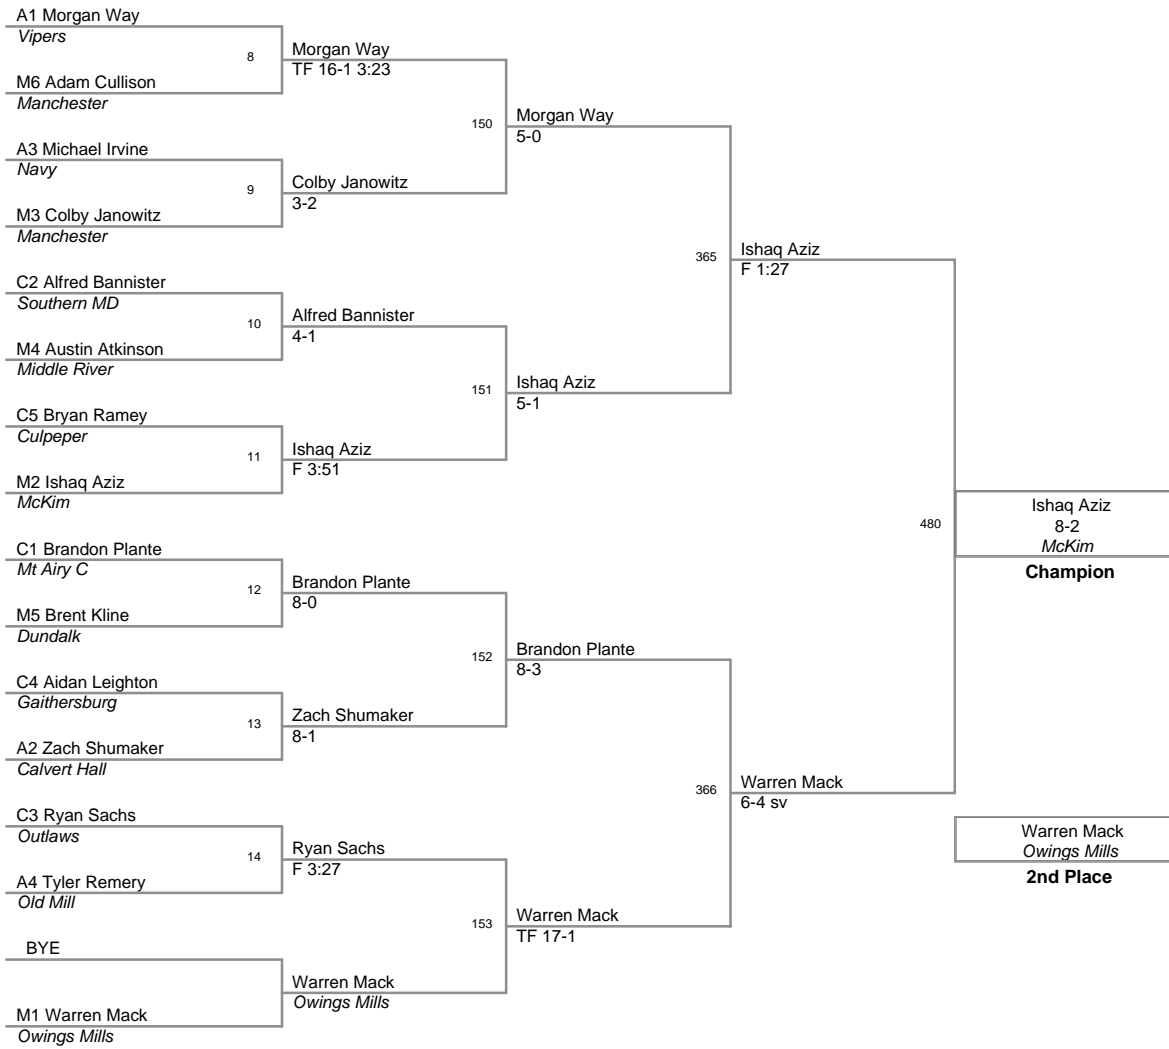 A1 Morgan Way
Vipers
8
M6 Adam Cullison
Manchester
A3 Michael Irvine
Navy
9
M3 Colby Janowitz
Manchester
C2 Alfred Bannister
Southern MD
10
M4 Austin Atkinson
Middle River
C5 Bryan Ramey
Culpeper
11
M2 Ishaq Aziz
McKim
C1 Brandon Plante
Mt Airy C
12
M5 Brent Kline
Dundalk
C4 Aidan Leighton
Gaithersburg
13
A2 Zach Shumaker
Calvert Hall
C3 Ryan Sachs
Outlaws
14
A4 Tyler Remery
Old Mill
BYE
M1 Warren Mack
Owings Mills
Morgan Way
TF 16-1 3:23
150
Colby Janowitz
3-2
Alfred Bannister
4-1
151
Ishaq Aziz
F 3:51
Brandon Plante
8-0
152
Zach Shumaker
8-1
Ryan Sachs
F 3:27
153
Warren Mack
Owings Mills
Morgan Way
5-0
365
Ishaq Aziz
5-1
Brandon Plante
8-3
366
Warren Mack
TF 17-1
Ishaq Aziz
F 1:27
480
Warren Mack
6-4 sv
Ishaq Aziz
8-2
McKim
Champion
Warren Mack
Owings Mills
2nd Place